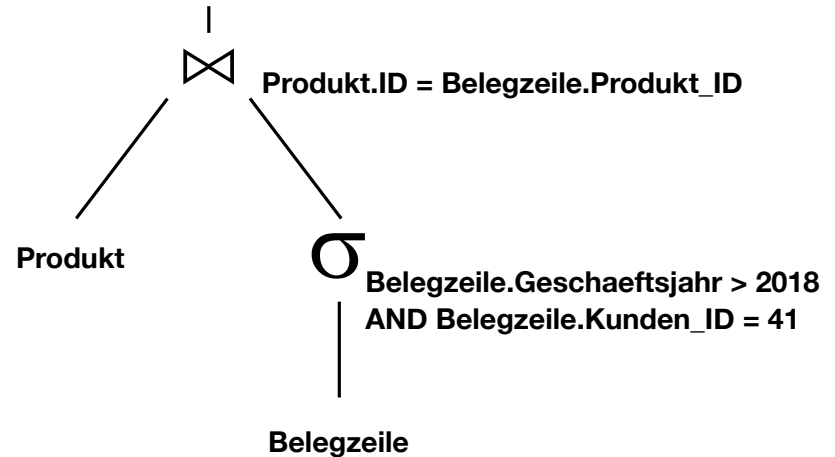 ⋈
Produkt.ID = Belegzeile.Produkt_ID
Produkt
σ
Belegzeile.Geschaeftsjahr > 2018
AND Belegzeile.Kunden_ID = 41
Belegzeile